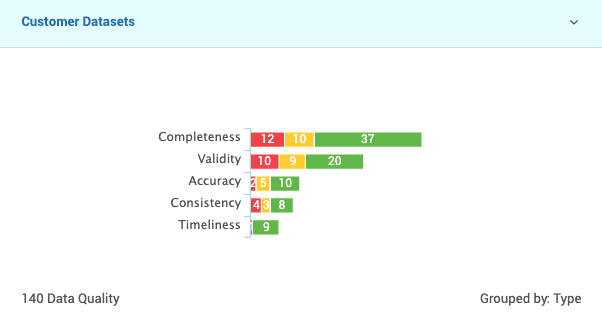 Customer Datasets
Completeness 12 10 37
Validity 10 9 20
Accuracy 2 5 10
Consistency 4 3 8
Timeliness 9
140 Data Quality Grouped by: Type